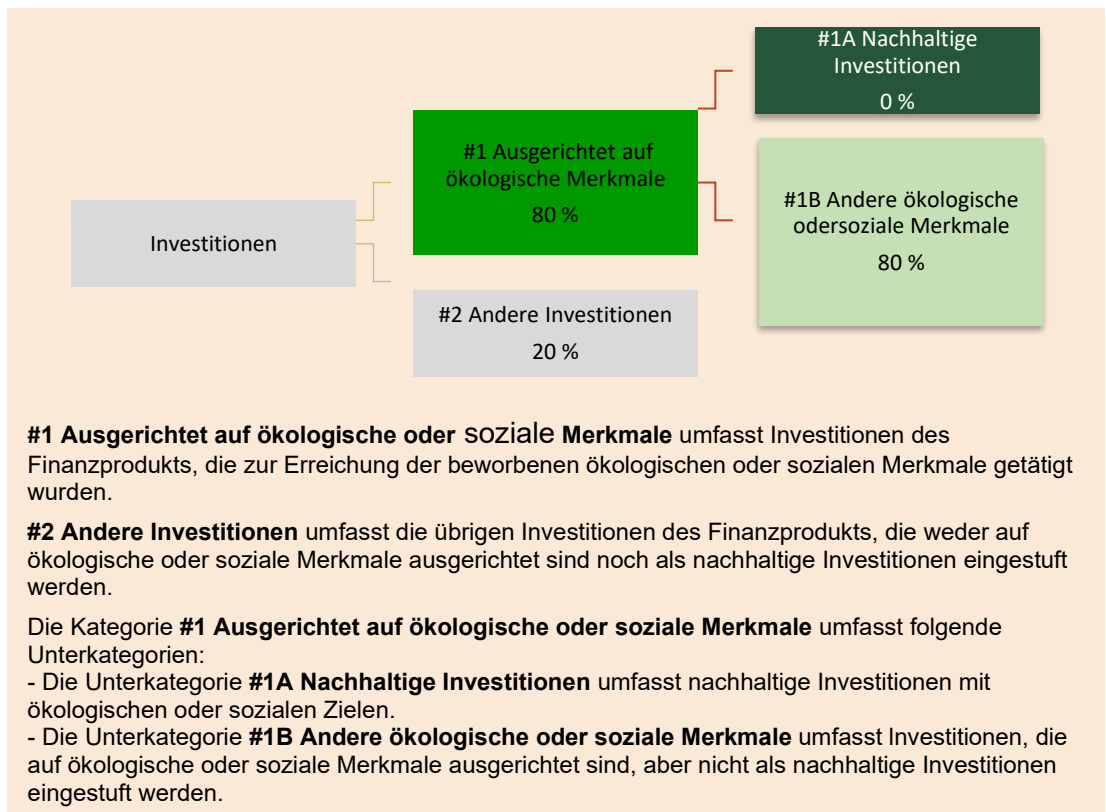 #1A Nachhaltige
Investitionen
0 %
#1 Ausgerichtet auf
ökologische Merkmale
80 %
#1B Andere ökologische
odersoziale Merkmale
80 %
Investitionen
#2 Andere Investitionen
20 %
#1 Ausgerichtet auf ökologische oder soziale Merkmale umfasst Investitionen des
Finanzprodukts, die zur Erreichung der beworbenen ökologischen oder sozialen Merkmale getätigt
wurden.
#2 Andere Investitionen umfasst die übrigen Investitionen des Finanzprodukts, die weder auf
ökologische oder soziale Merkmale ausgerichtet sind noch als nachhaltige Investitionen eingestuft
werden.
Die Kategorie #1 Ausgerichtet auf ökologische oder soziale Merkmale umfasst folgende
Unterkategorien:
- Die Unterkategorie #1A Nachhaltige Investitionen umfasst nachhaltige Investitionen mit
ökologischen oder sozialen Zielen.
- Die Unterkategorie #1B Andere ökologische oder soziale Merkmale umfasst Investitionen, die
auf ökologische oder soziale Merkmale ausgerichtet sind, aber nicht als nachhaltige Investitionen
eingestuft werden.